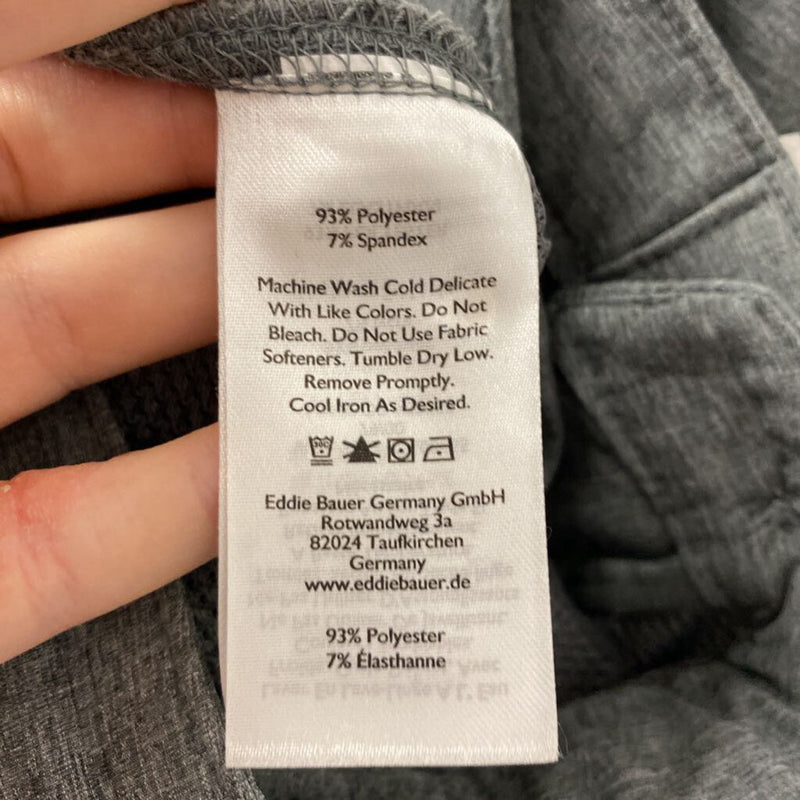 93% Polyester
7% Spandex
Machine Wash Cold Delicate
With Like Colors. Do Not
Bleach. Do Not Use Fabric
Softeners. Tumble Dry Low.
Remove Promptly.
Cool Iron As Desired.
30C
Eddie Bauer Germany GmbH
Rotwandweg 3a
82024 Taufkirchen
Germany
www.eddiebauer.de
93% Polyester
7% Élasthanne